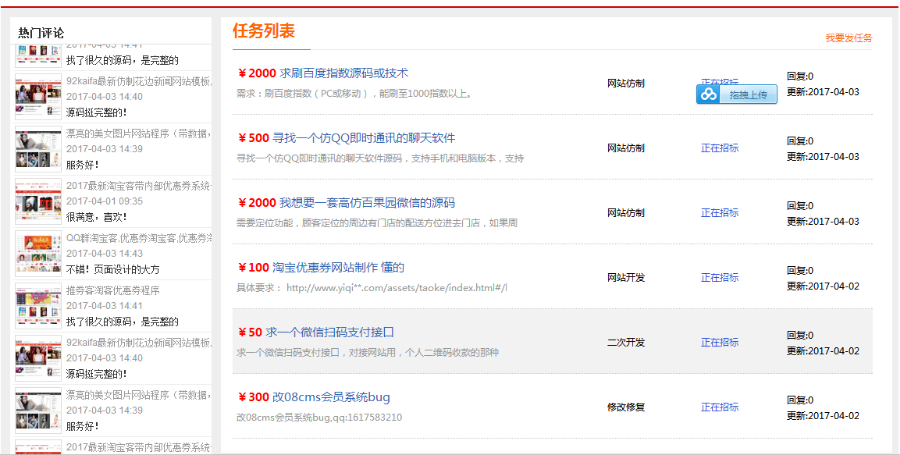 热门评论
2017-04-03 14:41
找了很久的源码，是完整的
92kaifa最新仿制花边新闻网站模板,
2017-04-03 14:40
源码挺完整的！
漂亮的美女图片网站程序（带数据，
2017-04-03 14:39
服务好！
2017最新淘宝客带内部优惠券系统
2017-04-01 09:35
很满意，喜欢！
QQ群淘宝客,优惠券淘宝客,优惠券
2017-04-03 14:43
不错！页面设计的大方
推券客淘客优惠券程序
2017-04-03 14:41
找了很久的源码，是完整的
92kaifa最新仿制花边新闻网站模板,
2017-04-03 14:40
源码挺完整的！
漂亮的美女图片网站程序（带数据，
2017-04-03 14:39
服务好！
2017最新淘宝客带内部优惠券系统
任务列表
我要发任务
￥2000 求刷百度指数源码或技术
需求：刷百度指数（PC或移动），能刷至1000指数以上。
网站仿制
正在招标
拖拽上传
回复:0
更新:2017-04-03
￥500 寻找一个仿QQ即时通讯的聊天软件
寻找一个仿QQ即时通讯的聊天软件源码，支持手机和电脑版本，支持
网站仿制
正在招标
回复:0
更新:2017-04-03
￥2000 我想要一套高仿百果园微信的源码
需要定位功能，顾客定位的周边有门店的配送方位进去门店，如果周
网站仿制
正在招标
回复:0
更新:2017-04-03
￥100 淘宝优惠券网站制作 懂的
具体要求： http://www.yiqi**.com/assets/taoke/index.html#/l
网站开发
正在招标
回复:0
更新:2017-04-02
￥50 求一个微信扫码支付接口
求一个微信扫码支付接口，对接网站用，个人二维码收款的那种
二次开发
正在招标
回复:0
更新:2017-04-02
￥300 改08cms会员系统bug
改08cms会员系统bug,qq:1617583210
修改修复
正在招标
回复:0
更新:2017-04-02